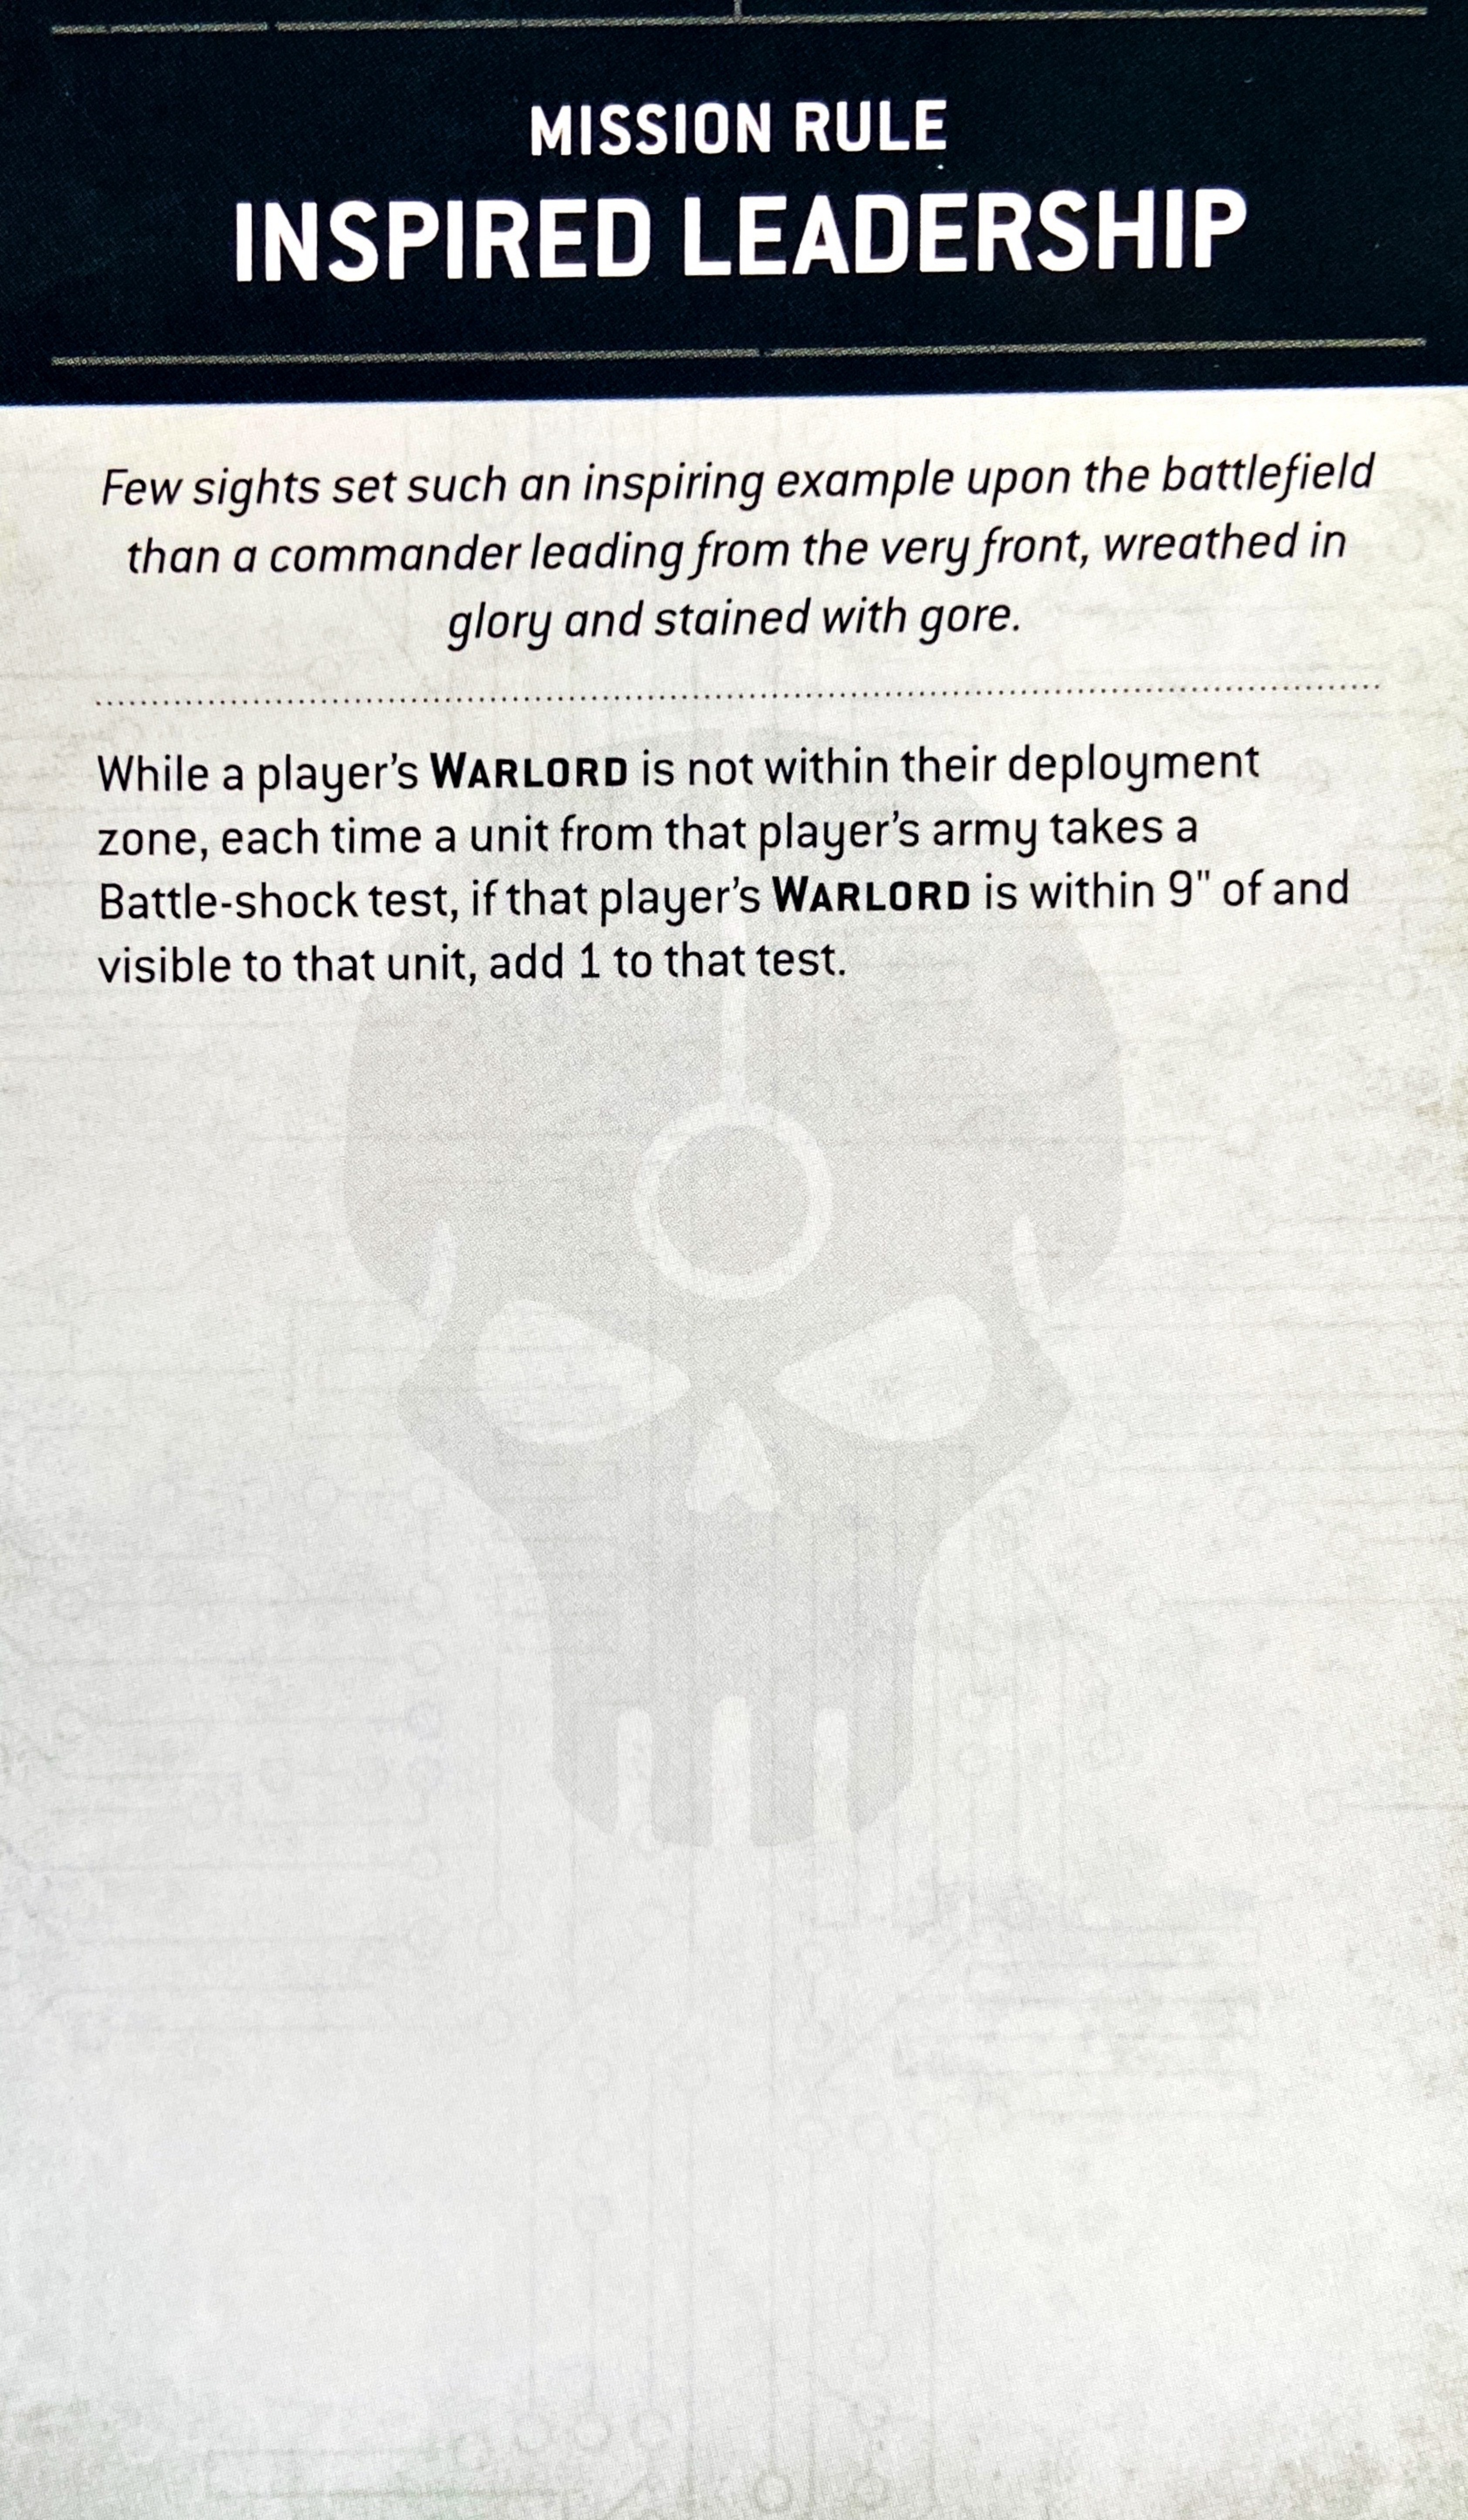 MISSION RULE
INSPIRED LEADERSHIP
Few sights set such an inspiring example upon the battlefield
than a commander leading from the very front, wreathed in
glory and stained with gore.
While a player’s WARLORD is not within their deployment
zone, each time a unit from that player’s army takes a
Battle-shock test, if that player’s WARLORD is within 9" of and
visible to that unit, add 1 to that test.